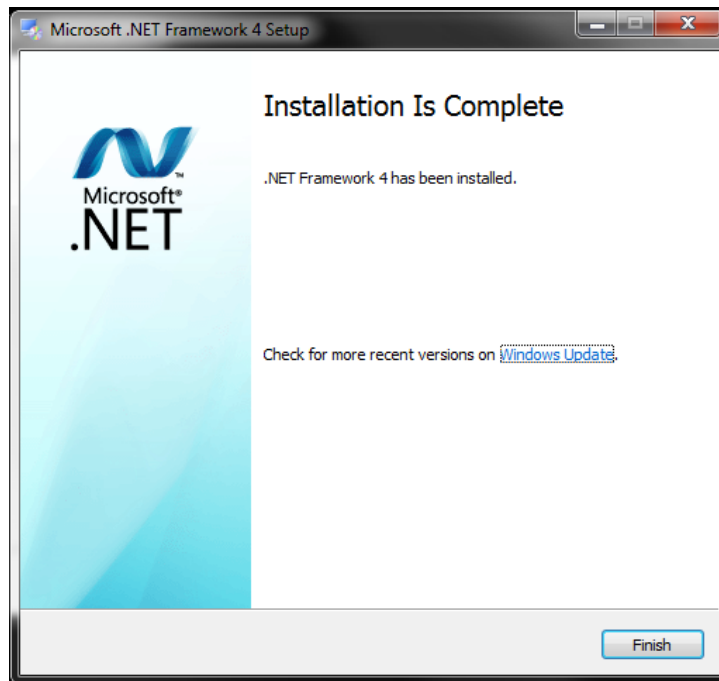 Microsoft .NET Framework 4 Setup
Installation Is Complete
.NET Framework 4 has been installed.
Microsoft®
.NET™
Check for more recent versions on Windows Update.
Finish